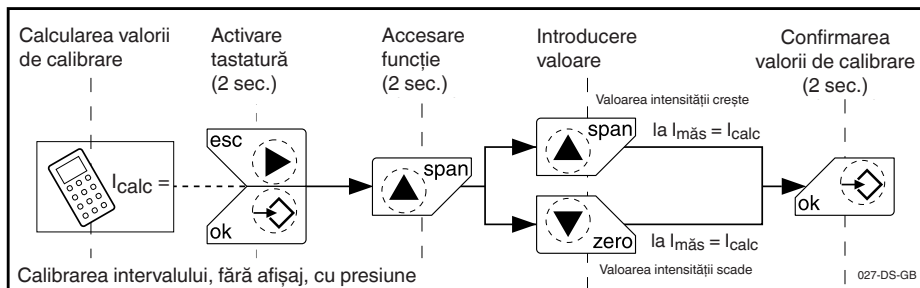 Calcularea valorii
de calibrare
Activare
tastatură
(2 sec.)
Accesare
funcție
(2 sec.)
Introducere
valoare
Confirmarea
valorii de calibrare
(2 sec.)
Valoarea intensității crește
esc
ok
Icalc =
span
span
la Imăs = Icalc
zero
la Imăs = Icalc
ok
Valoarea intensității scade
Calibrarea intervalului, fără afișaj, cu presiune
027-DS-GB